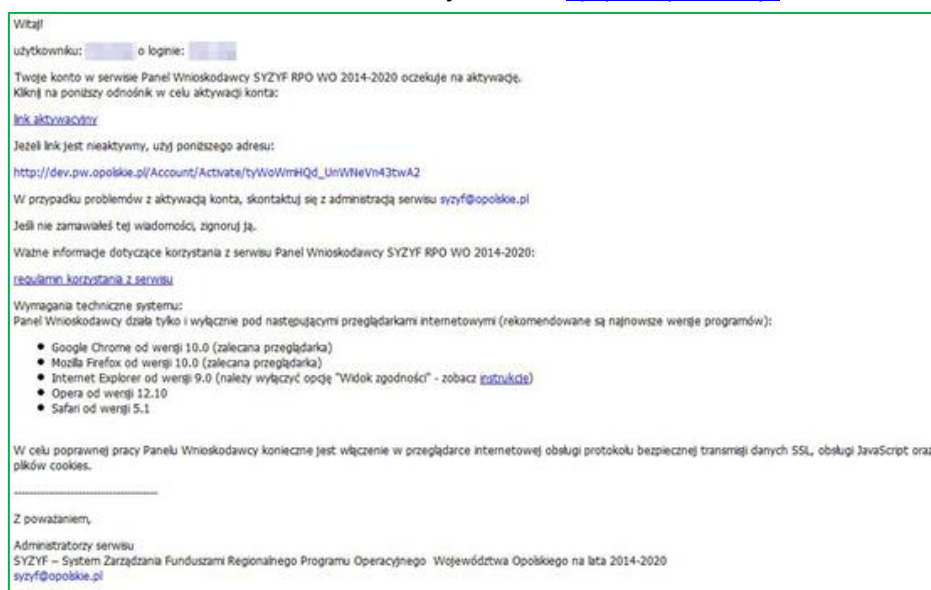 Witaj!
użytkowniku: o loginie:
Twoje konto w serwisie Panel Wnioskodawcy SYZYF RPO WO 2014-2020 oczekuje na aktywację.
Kliknij na poniższy odnośnik w celu aktywacji konta:
link aktywacyjny
Jeżeli link jest nieaktywny, użyj poniższego adresu:
http://dev.pw.opolskie.pl/Account/Activate/tyWoWmHQd_UnWNeVn43twA2
W przypadku problemów z aktywacją konta, skontaktuj się z administracją serwisu syzyf@opolskie.pl
Jeśli nie zamawiałeś tej wiadomości, zignoruj ją.
Ważne informacje dotyczące korzystania z serwisu Panel Wnioskodawcy SYZYF RPO WO 2014-2020:
regulamin korzystania z serwisu
Wymagania techniczne systemu:
Panel Wnioskodawcy działa tylko i wyłącznie pod następującymi przeglądarkami internetowymi (rekomendowane są najnowsze wersje programów):
• Google Chrome od wersji 10.0 (zalecana przeglądarka)
• Mozilla Firefox od wersji 10.0 (zalecana przeglądarka)
• Internet Explorer od wersji 9.0 (należy wyłączyć opcję "Widok zgodności" - zobacz instrukcję)
• Opera od wersji 12.10
• Safari od wersji 5.1
W celu poprawnej pracy Panelu Wnioskodawcy konieczne jest włączenie w przeglądarce internetowej obsługi protokołu bezpiecznej transmisji danych SSL, obsługi JavaScript oraz
plików cookies.
------------------------------------
Z poważaniem,
Administratorzy serwisu
SYZYF – System Zarządzania Funduszami Regionalnego Programu Operacyjnego Województwa Opolskiego na lata 2014-2020
syzyf@opolskie.pl